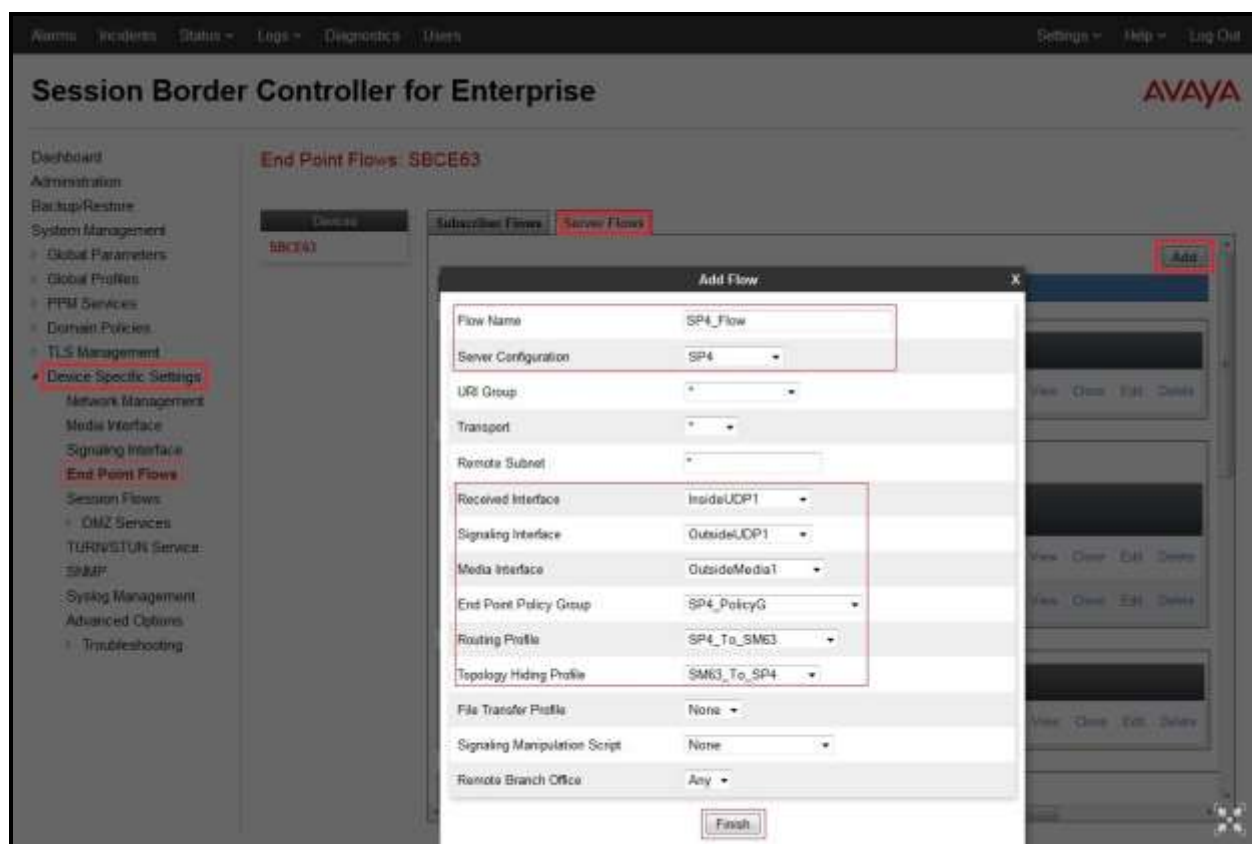 Alarms Incidents Status Logs Diagnostics Users Settings Help Log Out
Session Border Controller for Enterprise
AVAYA
Dashboard
Administration
Backup/Restore
System Management
Global Parameters
Global Profiles
PPM Services
Domain Policies
TLS Management
Device Specific Settings
Network Management
Media Interface
Signaling Interface
End Point Flows
Session Flows
DMZ Services
TURN/STUN Service
SNMP
Syslog Management
Advanced Options
Troubleshooting
End Point Flows: SBCE63
Devices
SBCE63
Subscriber Flows Server Flows
Add
Add Flow X
Flow Name SP4_Flow
Server Configuration SP4
URI Group *
Transport *
Remote Subnet *
Received Interface InsideUDP1
Signaling Interface OutsideUDP1
Media Interface OutsideMedia1
End Point Policy Group SP4_PolicyG
Routing Profile SP4_To_SM63
Topology Hiding Profile SM63_To_SP4
File Transfer Profile None
Signaling Manipulation Script None
Remote Branch Office Any
Finish
View Clone Edit Delete
View Clone Edit Delete
View Clone Edit Delete
View Clone Edit Delete